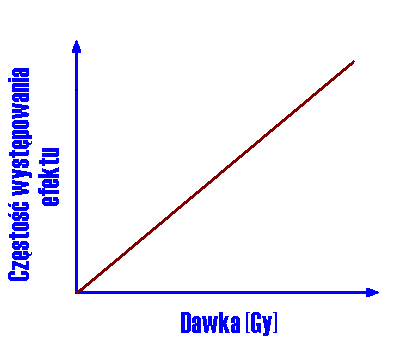 Częstość występowania
efektu
Dawka [Gy]